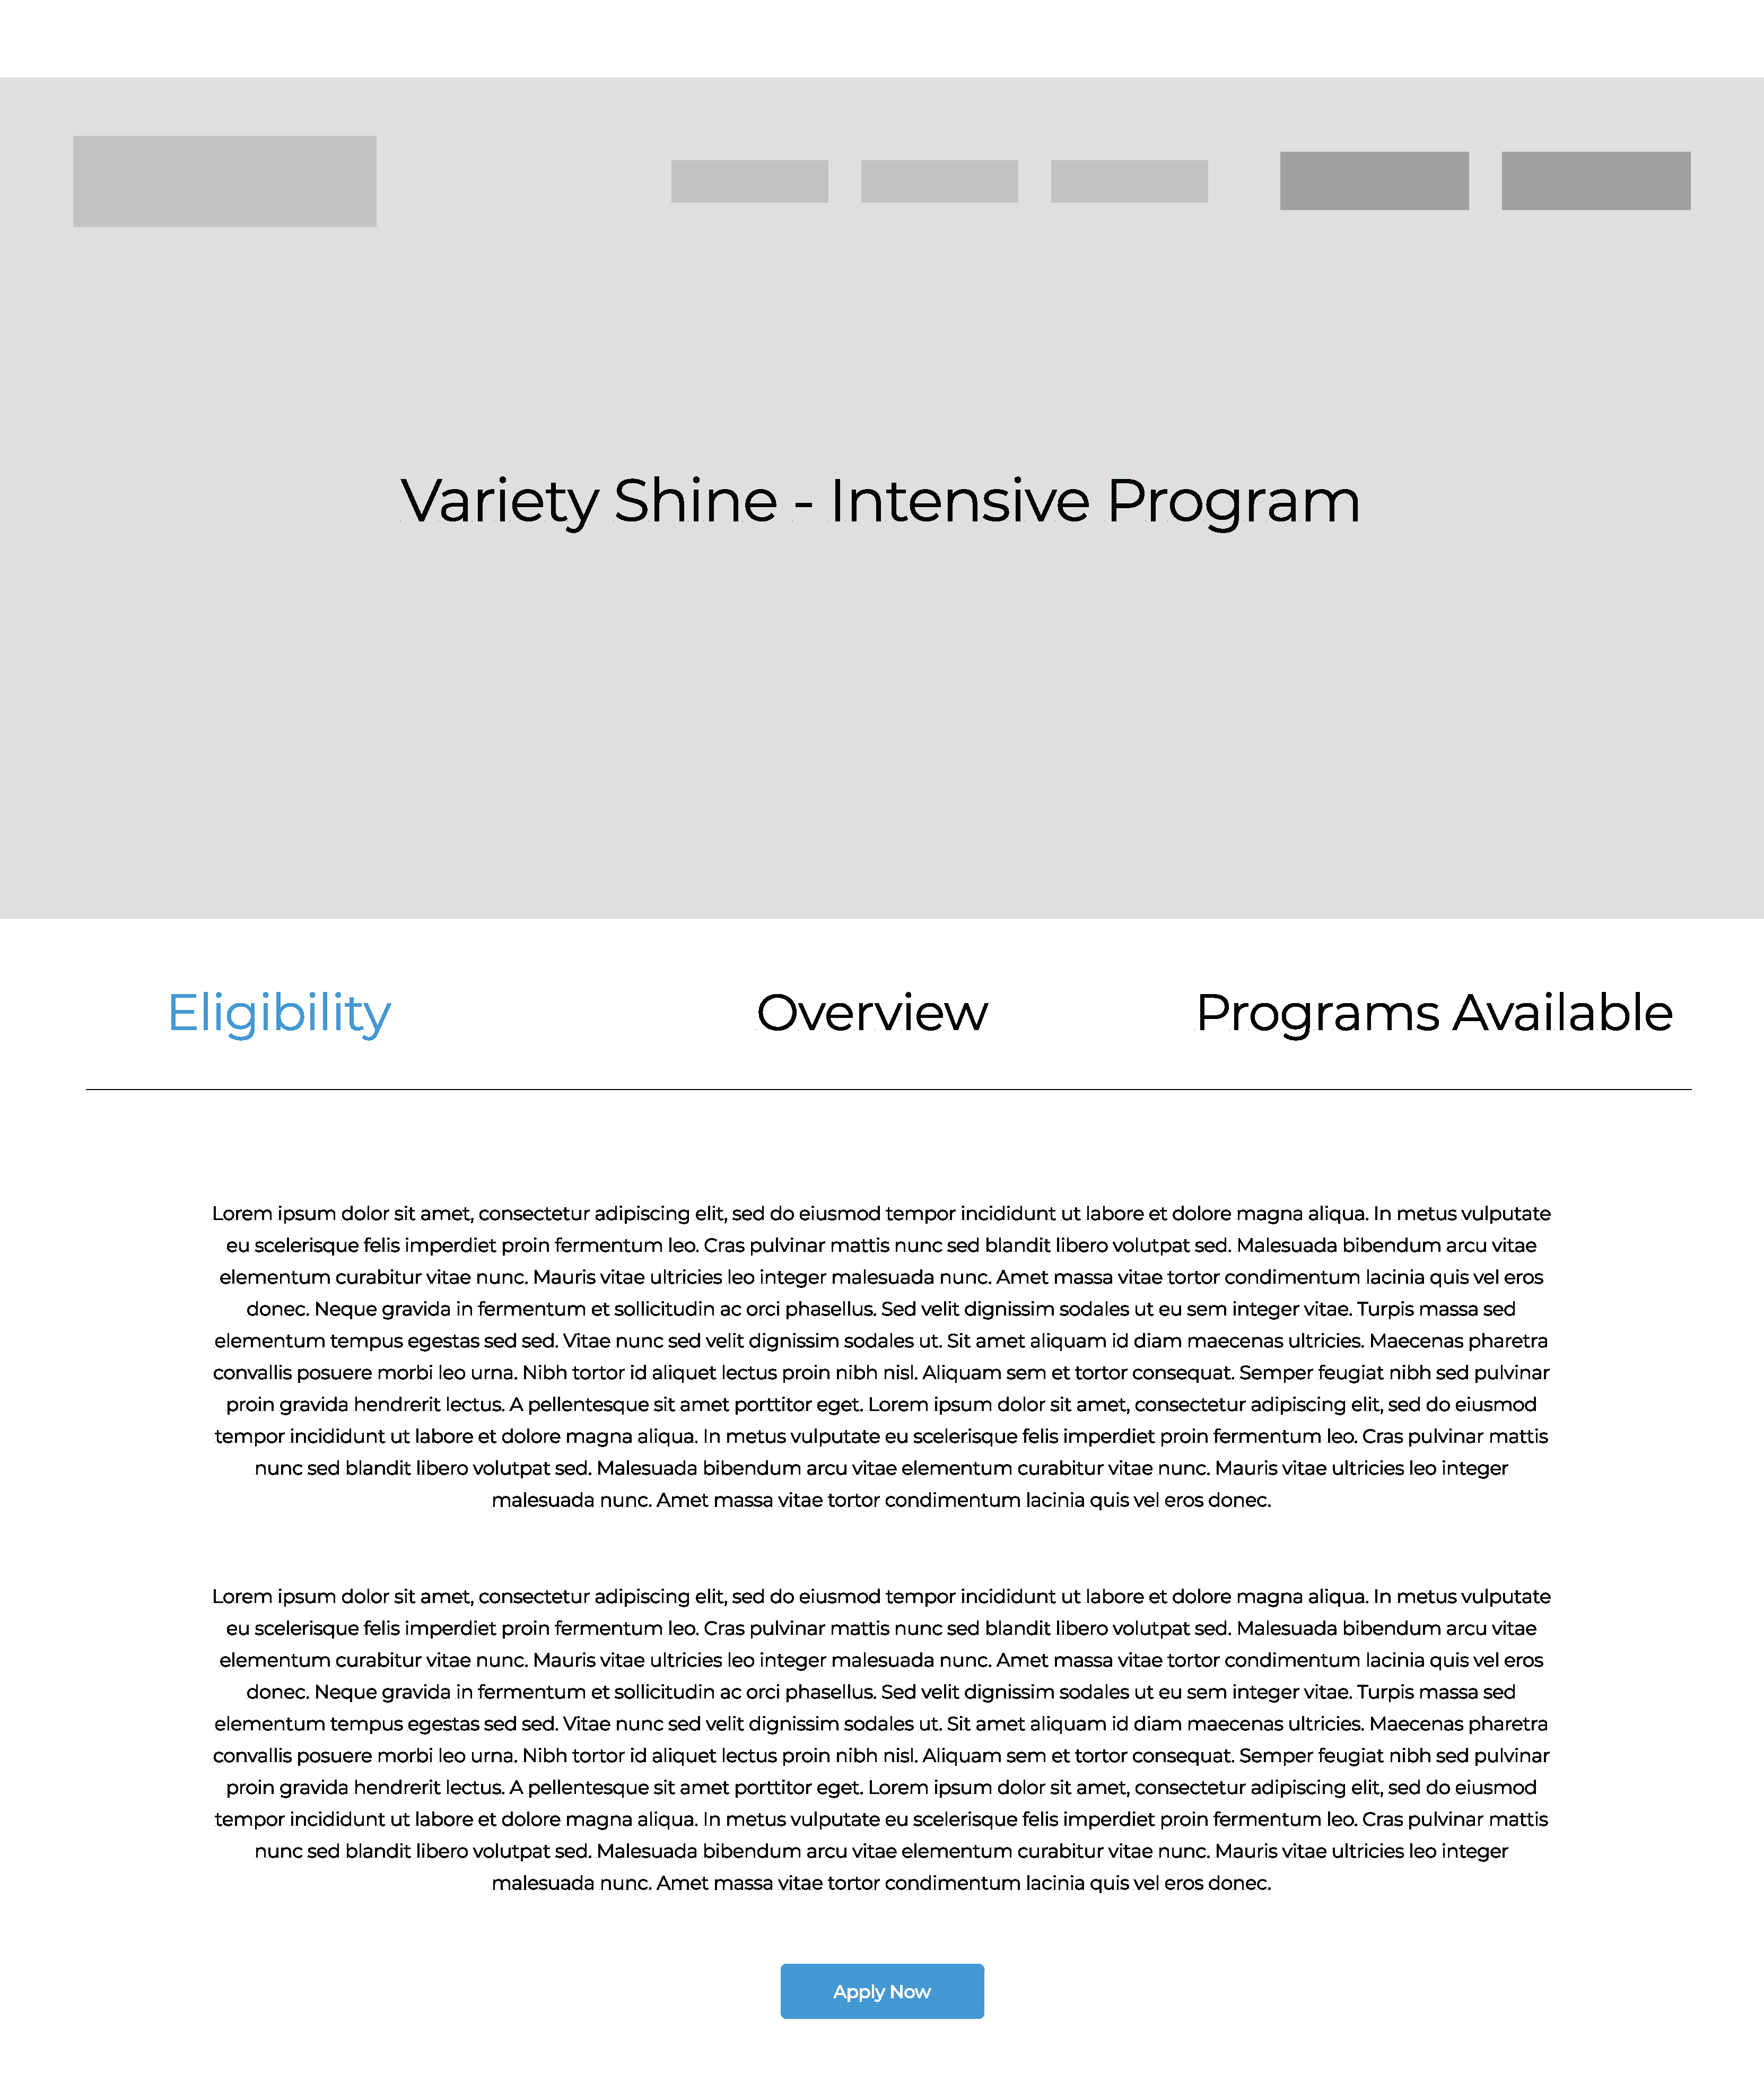 Variety Shine - Intensive Program
Eligibility
Overview
Programs Available
Lorem ipsum dolor sit amet, consectetur adipiscing elit, sed do eiusmod tempor incididunt ut labore et dolore magna aliqua. In metus vulputate
eu scelerisque felis imperdiet proin fermentum leo. Cras pulvinar mattis nunc sed blandit libero volutpat sed. Malesuada bibendum arcu vitae
elementum curabitur vitae nunc. Mauris vitae ultricies leo integer malesuada nunc. Amet massa vitae tortor condimentum lacinia quis vel eros
donec. Neque gravida in fermentum et sollicitudin ac orci phasellus. Sed velit dignissim sodales ut eu sem integer vitae. Turpis massa sed
elementum tempus egestas sed sed. Vitae nunc sed velit dignissim sodales ut. Sit amet aliquam id diam maecenas ultricies. Maecenas pharetra
convallis posuere morbi leo urna. Nibh tortor id aliquet lectus proin nibh nisl. Aliquam sem et tortor consequat. Semper feugiat nibh sed pulvinar
proin gravida hendrerit lectus. A pellentesque sit amet porttitor eget. Lorem ipsum dolor sit amet, consectetur adipiscing elit, sed do eiusmod
tempor incididunt ut labore et dolore magna aliqua. In metus vulputate eu scelerisque felis imperdiet proin fermentum leo. Cras pulvinar mattis
nunc sed blandit libero volutpat sed. Malesuada bibendum arcu vitae elementum curabitur vitae nunc. Mauris vitae ultricies leo integer
malesuada nunc. Amet massa vitae tortor condimentum lacinia quis vel eros donec.
Lorem ipsum dolor sit amet, consectetur adipiscing elit, sed do eiusmod tempor incididunt ut labore et dolore magna aliqua. In metus vulputate
eu scelerisque felis imperdiet proin fermentum leo. Cras pulvinar mattis nunc sed blandit libero volutpat sed. Malesuada bibendum arcu vitae
elementum curabitur vitae nunc. Mauris vitae ultricies leo integer malesuada nunc. Amet massa vitae tortor condimentum lacinia quis vel eros
donec. Neque gravida in fermentum et sollicitudin ac orci phasellus. Sed velit dignissim sodales ut eu sem integer vitae. Turpis massa sed
elementum tempus egestas sed sed. Vitae nunc sed velit dignissim sodales ut. Sit amet aliquam id diam maecenas ultricies. Maecenas pharetra
convallis posuere morbi leo urna. Nibh tortor id aliquet lectus proin nibh nisl. Aliquam sem et tortor consequat. Semper feugiat nibh sed pulvinar
proin gravida hendrerit lectus. A pellentesque sit amet porttitor eget. Lorem ipsum dolor sit amet, consectetur adipiscing elit, sed do eiusmod
tempor incididunt ut labore et dolore magna aliqua. In metus vulputate eu scelerisque felis imperdiet proin fermentum leo. Cras pulvinar mattis
nunc sed blandit libero volutpat sed. Malesuada bibendum arcu vitae elementum curabitur vitae nunc. Mauris vitae ultricies leo integer
malesuada nunc. Amet massa vitae tortor condimentum lacinia quis vel eros donec.
Apply Now